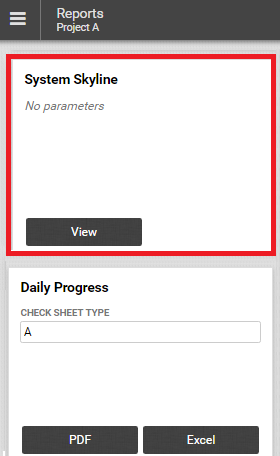 Reports
Project A
System Skyline
No parameters
View
Daily Progress
CHECK SHEET TYPE
A
PDF
Excel